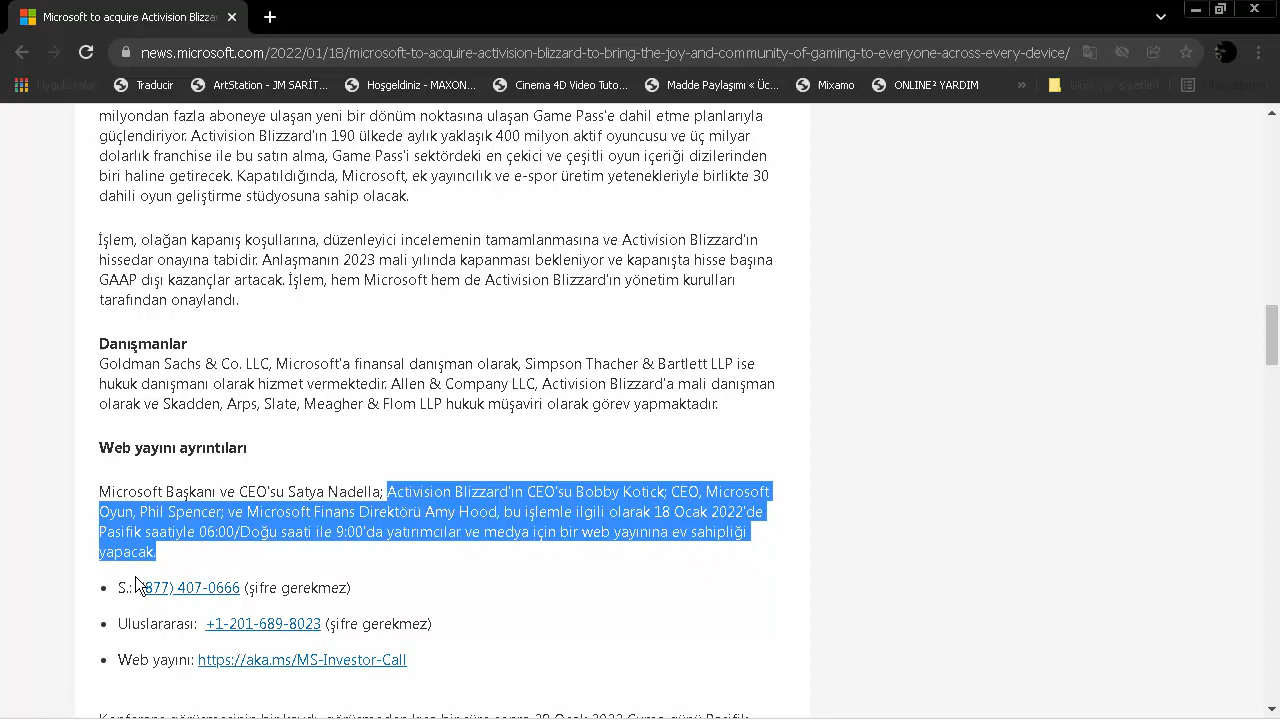 Microsoft to acquire Activision Blizzar
news.microsoft.com/2022/01/18/microsoft-to-acquire-activision-blizzard-to-bring-the-joy-and-community-of-gaming-to-everyone-across-every-device/
Uygulamalar Traducir ArtStation - JM SARİT... Hoşgeldiniz - MAXON... Cinema 4D Video Tuto... Madde Paylaşımı « Üc... Mixamo ONLINE² YARDIM »
milyondan fazla aboneye ulaşan yeni bir dönüm noktasına ulaşan Game Pass'e dahil etme planlarıyla
güçlendiriyor. Activision Blizzard'ın 190 ülkede aylık yaklaşık 400 milyon aktif oyuncusu ve üç milyar
dolarlık franchise ile bu satın alma, Game Pass'i sektördeki en çekici ve çeşitli oyun içeriği dizilerinden
biri haline getirecek. Kapatıldığında, Microsoft, ek yayıncılık ve e-spor üretim yetenekleriyle birlikte 30
dahili oyun geliştirme stüdyosuna sahip olacak.
İşlem, olağan kapanış koşullarına, düzenleyici incelemenin tamamlanmasına ve Activision Blizzard'ın
hissedar onayına tabidir. Anlaşmanın 2023 mali yılında kapanması bekleniyor ve kapanışta hisse başına
GAAP dışı kazançlar artacak. İşlem, hem Microsoft hem de Activision Blizzard'ın yönetim kurulları
tarafından onaylandı.
Danışmanlar
Goldman Sachs & Co. LLC, Microsoft'a finansal danışman olarak, Simpson Thacher & Bartlett LLP ise
hukuk danışmanı olarak hizmet vermektedir. Allen & Company LLC, Activision Blizzard'a mali danışman
olarak ve Skadden, Arps, Slate, Meagher & Flom LLP hukuk müşaviri olarak görev yapmaktadır.
Web yayını ayrıntıları
Microsoft Başkanı ve CEO'su Satya Nadella; Activision Blizzard'ın CEO'su Bobby Kotick; CEO, Microsoft
Oyun, Phil Spencer; ve Microsoft Finans Direktörü Amy Hood, bu işlemle ilgili olarak 18 Ocak 2022'de
Pasifik saatiyle 06:00/Doğu saati ile 9:00'da yatırımcılar ve medya için bir web yayınına ev sahipliği
yapacak.
• S.: 877) 407-0666 (şifre gerekmez)
• Uluslararası: +1-201-689-8023 (şifre gerekmez)
• Web yayını: https://aka.ms/MS-Investor-Call